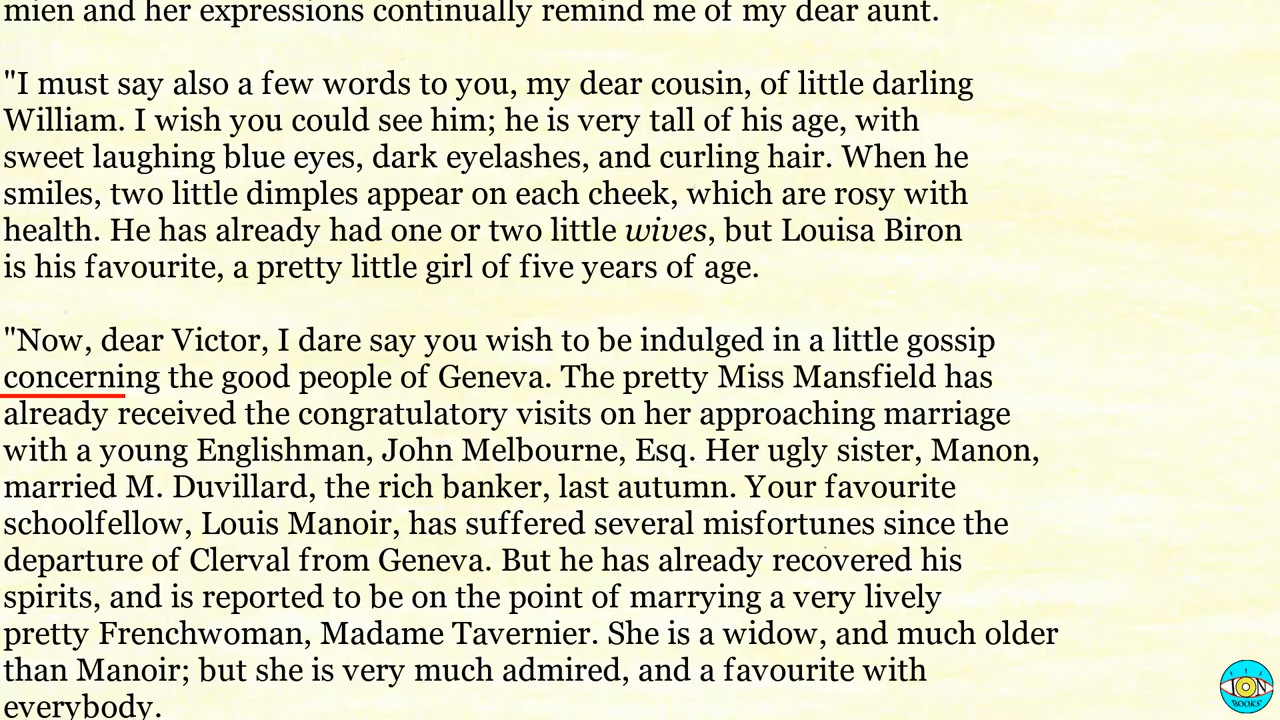 mien and her expressions continually remind me of my dear aunt.
"I must say also a few words to you, my dear cousin, of little darling
William. I wish you could see him; he is very tall of his age, with
sweet laughing blue eyes, dark eyelashes, and curling hair. When he
smiles, two little dimples appear on each cheek, which are rosy with
health. He has already had one or two little wives, but Louisa Biron
is his favourite, a pretty little girl of five years of age.
"Now, dear Victor, I dare say you wish to be indulged in a little gossip
concerning the good people of Geneva. The pretty Miss Mansfield has
already received the congratulatory visits on her approaching marriage
with a young Englishman, John Melbourne, Esq. Her ugly sister, Manon,
married M. Duvillard, the rich banker, last autumn. Your favourite
schoolfellow, Louis Manoir, has suffered several misfortunes since the
departure of Clerval from Geneva. But he has already recovered his
spirits, and is reported to be on the point of marrying a very lively
pretty Frenchwoman, Madame Tavernier. She is a widow, and much older
than Manoir; but she is very much admired, and a favourite with
everybody.
ION
BOOKS